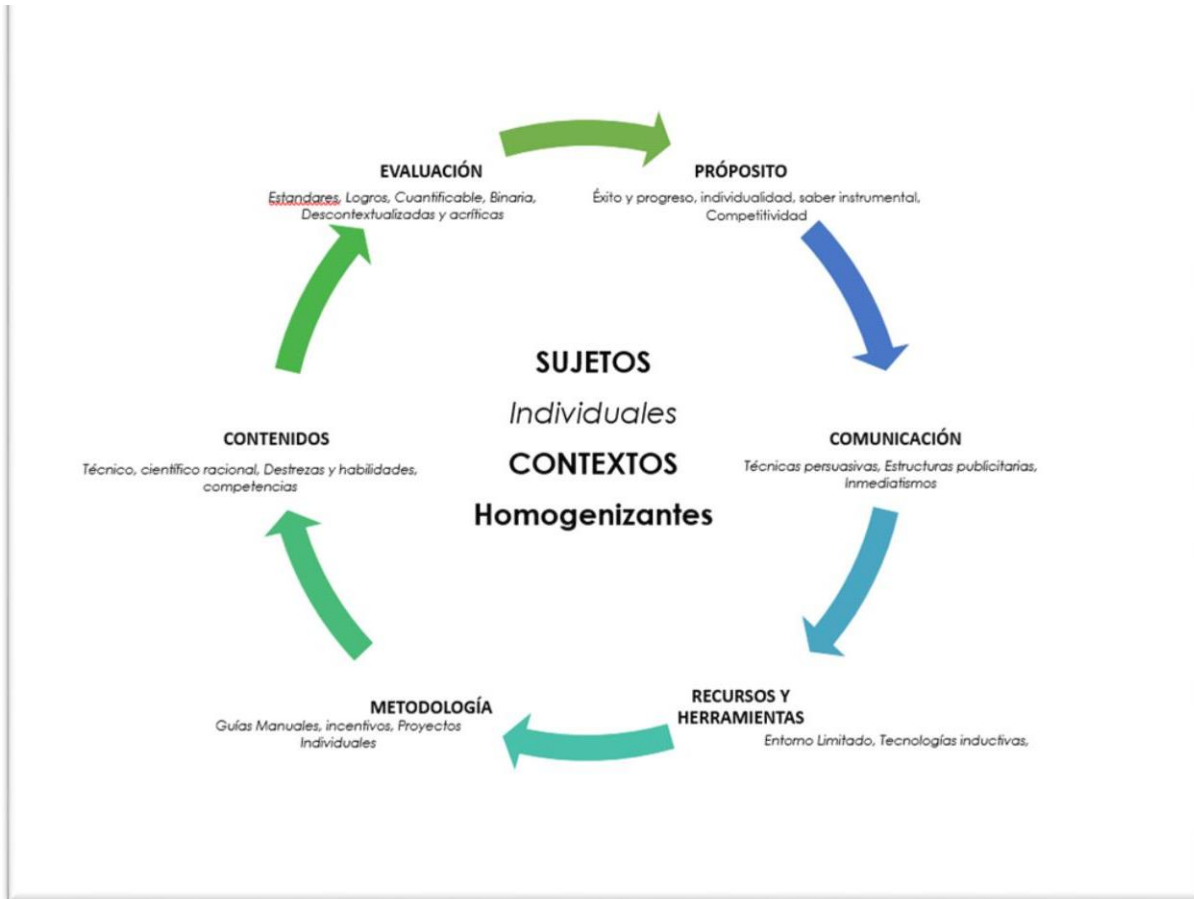 EVALUACIÓN
Estandares, Logros, Cuantificable, Binaria,
Descontextualizadas y acríticas
PRÓPOSITO
Éxito y progreso, individualidad, saber instrumental,
Competitividad
SUJETOS
Individuales
CONTEXTOS
Homogenizantes
CONTENIDOS
Técnico, científico racional, Destrezas y habilidades,
competencias
COMUNICACIÓN
Técnicas persuasivas, Estructuras publicitarias,
Inmediatismos
METODOLOGÍA
Guías Manuales, incentivos, Proyectos
Individuales
RECURSOS Y
HERRAMIENTAS
Entorno Limitado, Tecnologías inductivas,